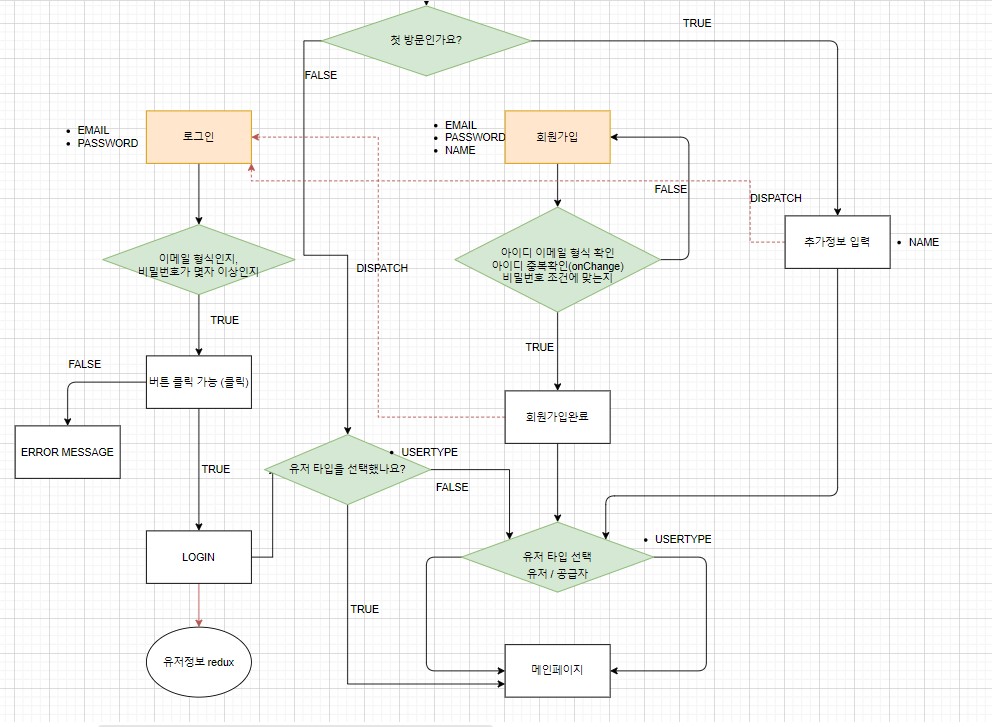 TRUE
첫 방문인가요?
FALSE
EMAIL
PASSWORD
로그인
EMAIL
PASSWORD
NAME
회원가입
FALSE
DISPATCH
추가정보 입력
NAME
이메일 형식인지,
비밀번호가 몇자 이상인지
DISPATCH
아이디 이메일 형식 확인
아이디 중복확인(onChange)
비밀번호 조건에 맞는지
TRUE
TRUE
FALSE
버튼 클릭 가능 (클릭)
회원가입완료
ERROR MESSAGE
TRUE
USERTYPE
유저 타입을 선택했나요?
FALSE
LOGIN
USERTYPE
유저 타입 선택
유저 / 공급자
TRUE
유저정보 redux
메인페이지